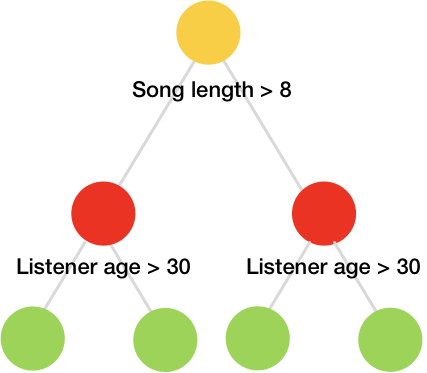 Song length > 8
Listener age > 30
Listener age > 30